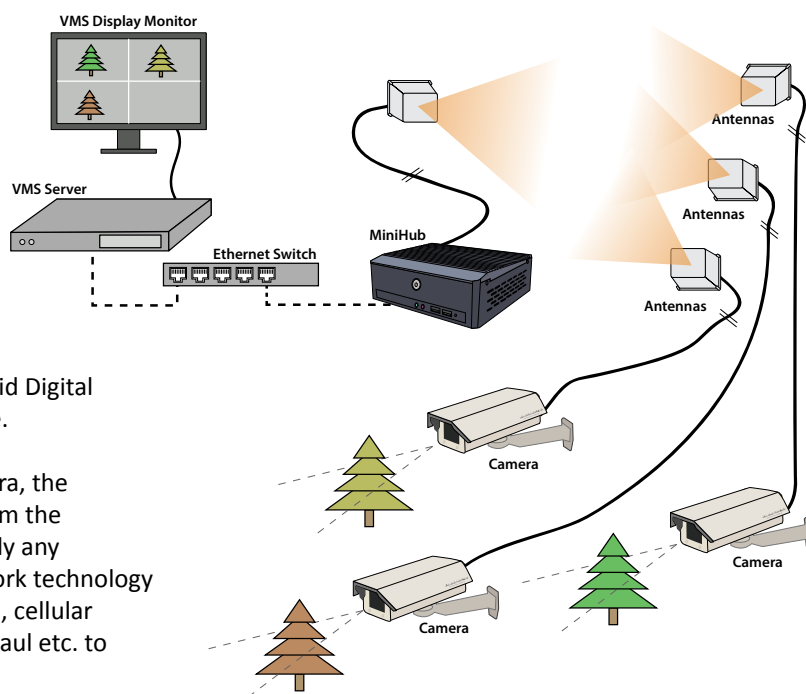 VMS Display Monitor
VMS Server
Ethernet Switch
MiniHub
Antennas
Antennas
Antennas
Camera
Camera
Camera
id Digital
ra, the
m the
ly any
ork technology
, cellular
aul etc. to